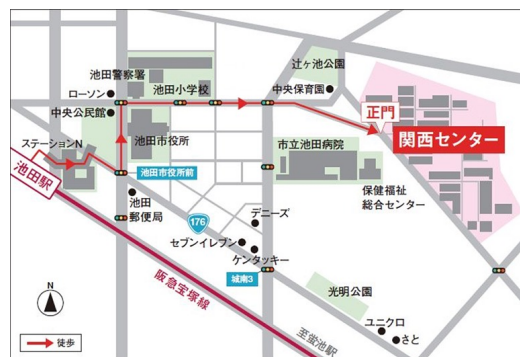 池田警察署
ローソン
中央公民館
池田小学校
辻ヶ池公園
中央保育園
正門
関西センター
池田市役所
ステーションN
池田駅
池田市役所前
市立池田病院
保健福祉
総合センター
池田
郵便局
176
デニーズ
セブンイレブン
ケンタッキー
城南3
阪急宝塚線
光明公園
至蛍池駅
ユニクロ
さと
N
徒歩